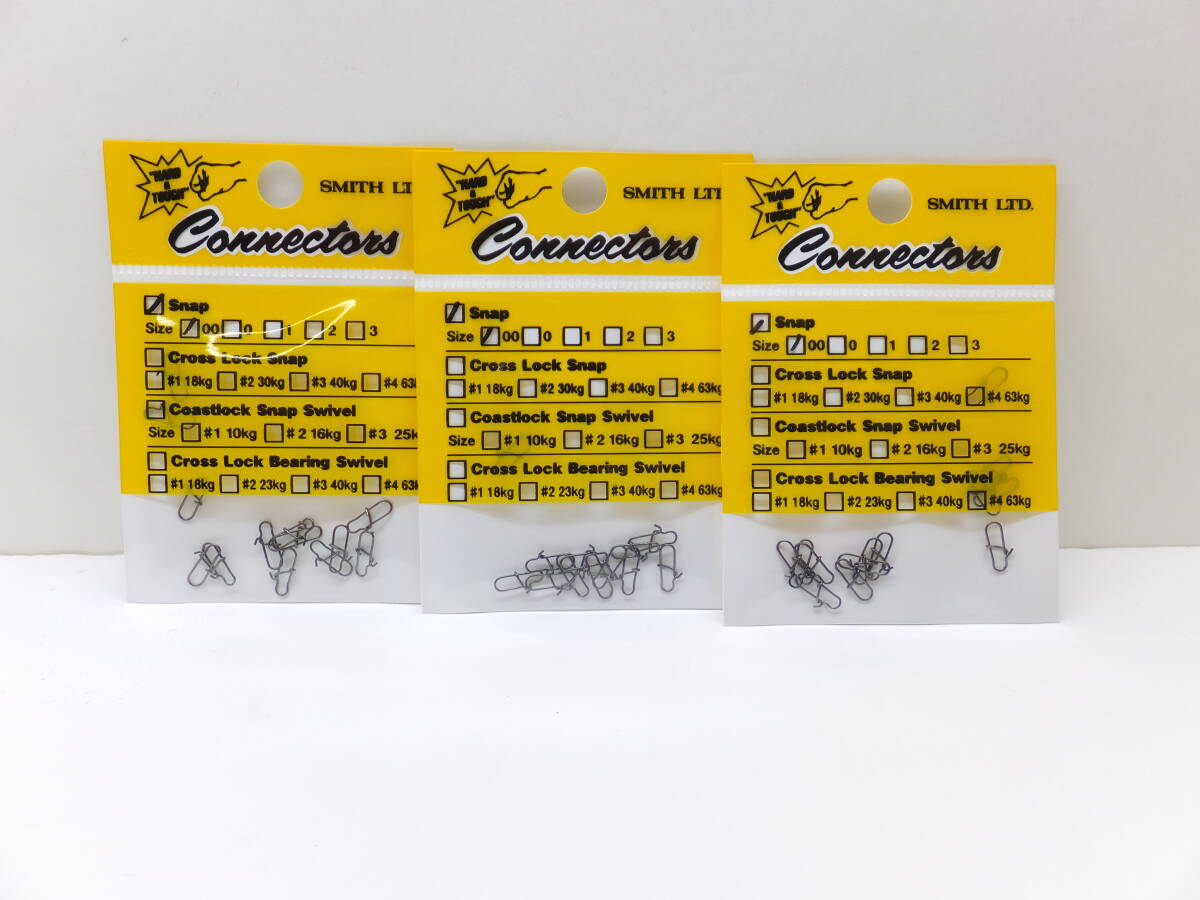 "HARD
& 
TOUGH"
SMITH LT
Connectors
Snap
Size 00 0 1 2 3
Cross Lock Snap
#1 18kg #2 30kg #3 40kg #4 63k
Coastlock Snap Swivel
Size #1 10kg #2 16kg #3 25k
Cross Lock Bearing Swivel
#1 18kg #2 23kg #3 40kg #4 63k
"HARD
&
TOUGH"
SMITH LTD
Connectors
Snap
Size 00 0 1 2 3
Cross Lock Snap
#1 18kg #2 30kg #3 40kg #4 63kg
Coastlock Snap Swivel
Size #1 10kg #2 16kg #3 25kg
Cross Lock Bearing Swivel
#1 18kg #2 23kg #3 40kg #4 63kg
"HARD
&
TOUGH"
SMITH LTD.
Connectors
Snap
Size 00 0 1 2 3
Cross Lock Snap
#1 18kg #2 30kg #3 40kg #4 63kg
Coastlock Snap Swivel
Size #1 10kg #2 16kg #3 25kg
Cross Lock Bearing Swivel
#1 18kg #2 23kg #3 40kg #4 63kg